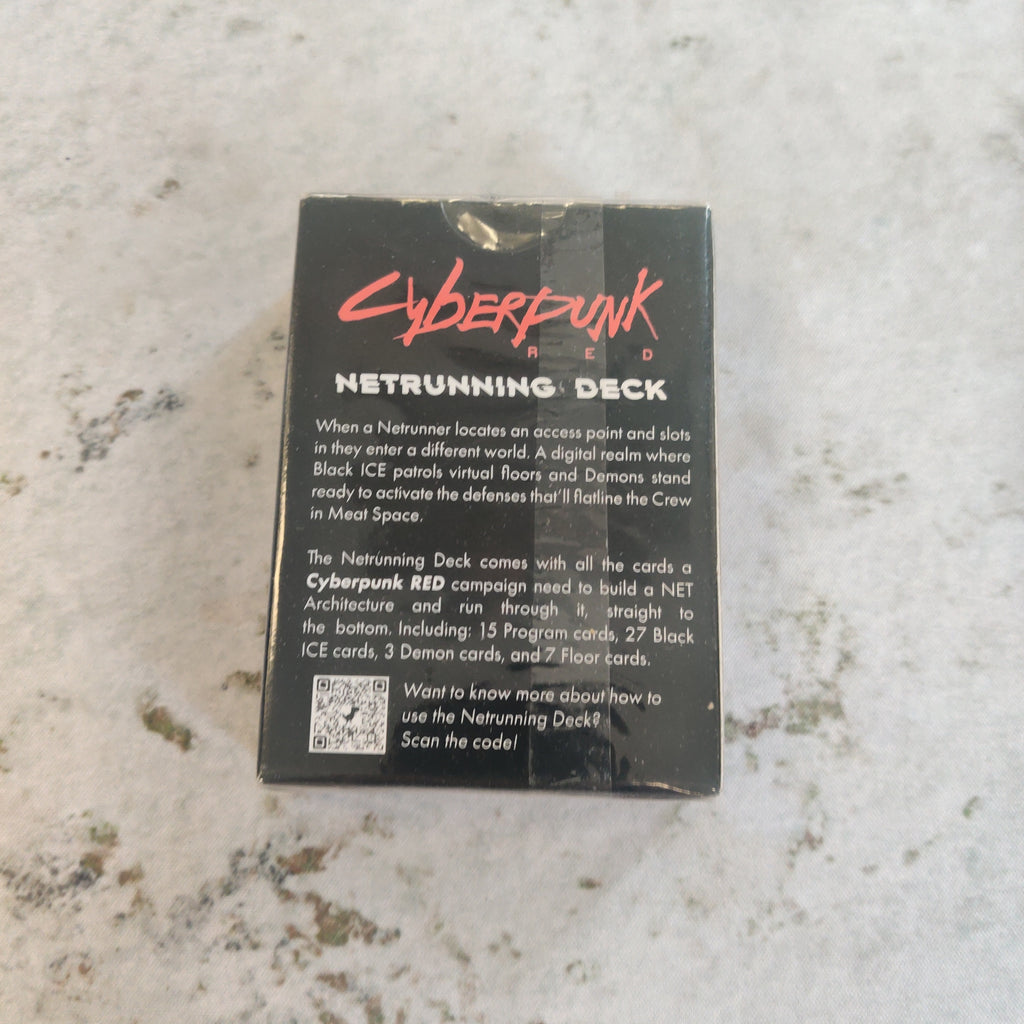 Cyberpunk
RED
NETRUNNING DECK
When a Netrunner locates an access point and slots
in they enter a different world. A digital realm where
Black ICE patrols virtual floors and Demons stand
ready to activate the defenses that'll flatline the Crew
in Meat Space.
The Netrunning Deck comes with all the cards a
Cyberpunk RED campaign need to build a NET
Architecture and run through it, straight to
the bottom. Including: 15 Program cards, 27 Black
ICE cards, 3 Demon cards, and 7 Floor cards.
Want to know more about how to
use the Netrunning Deck?
Scan the code!